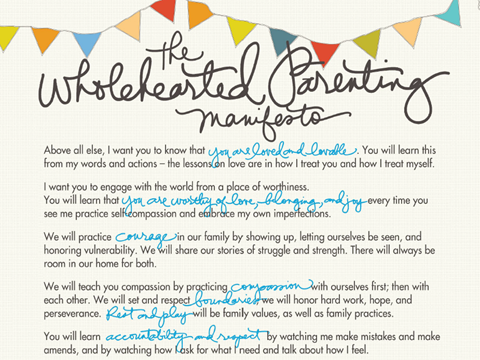 the
Wholehearted Parenting
manifesto
Above all else, I want you to know that you are loved and lovable. You will learn this
from my words and actions – the lessons on love are in how I treat you and how I treat myself.
I want you to engage with the world from a place of worthiness.
You will learn that you are worthy of love, belonging, and joy every time you
see me practice self-compassion and embrace my own imperfections.
We will practice courage in our family by showing up, letting ourselves be seen, and
honoring vulnerability. We will share our stories of struggle and strength. There will always be
room in our home for both.
We will teach you compassion by practicing compassion with ourselves first; then with
each other. We will set and respect boundaries; we will honor hard work, hope, and
perseverance. Rest and play will be family values, as well as family practices.
You will learn accountability and respect by watching me make mistakes and make
amends, and by watching how I ask for what I need and talk about how I feel.